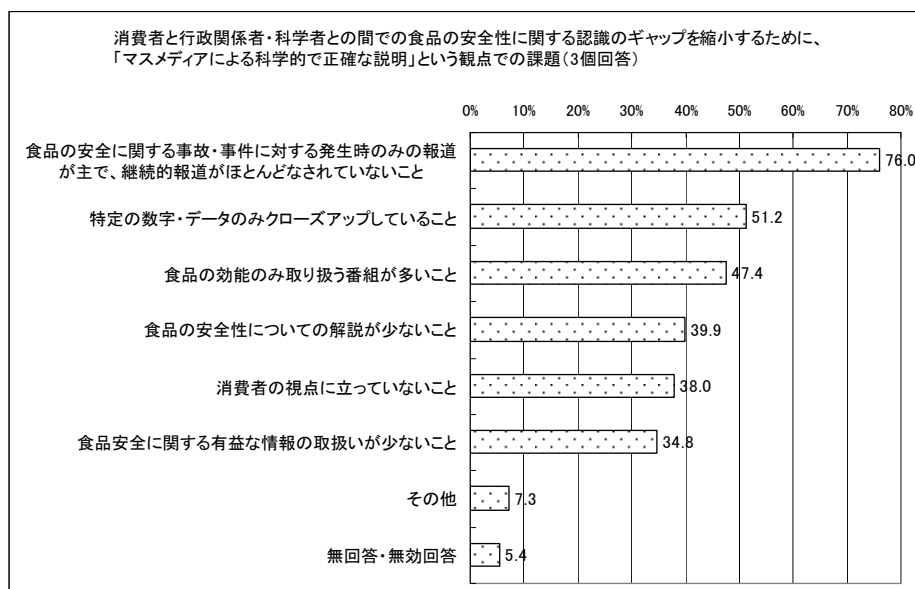 消費者と行政関係者・科学者との間での食品の安全性に関する認識のギャップを縮小するために、
「マスメディアによる科学的で正確な説明」という観点での課題(3個回答)
0% 10% 20% 30% 40% 50% 60% 70% 80%
食品の安全に関する事故・事件に対する発生時のみの報道
が主で、継続的報道がほとんどなされていないこと
76.0
特定の数字・データのみクローズアップしていること
51.2
食品の効能のみ取り扱う番組が多いこと
47.4
食品の安全性についての解説が少ないこと
39.9
消費者の視点に立っていないこと
38.0
食品安全に関する有益な情報の取扱いが少ないこと
34.8
その他
7.3
無回答・無効回答
5.4